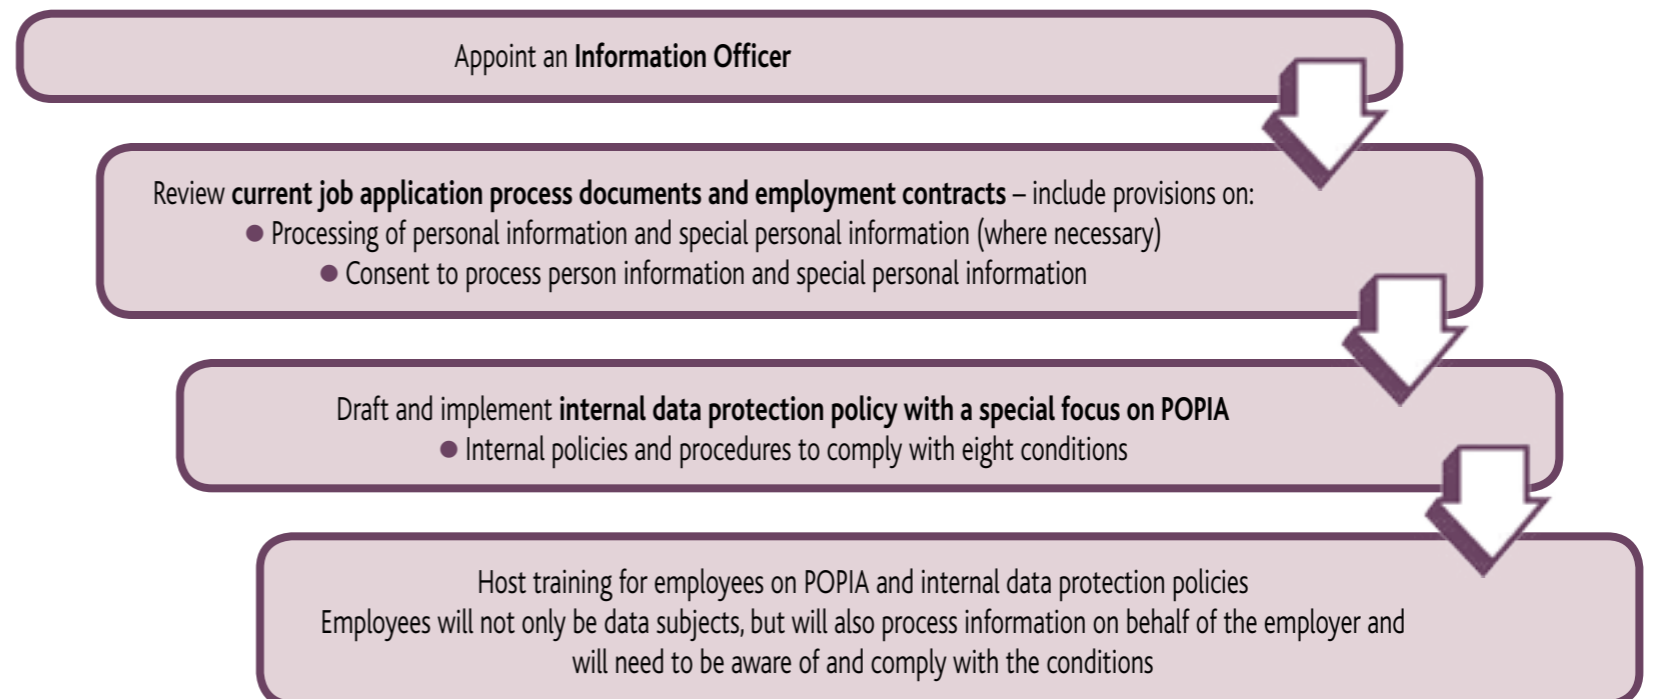 Appoint an Information Officer
Review current job application process documents and employment contracts – include provisions on:
● Processing of personal information and special personal information (where necessary)
● Consent to process person information and special personal information
Draft and implement internal data protection policy with a special focus on POPIA
● Internal policies and procedures to comply with eight conditions
Host training for employees on POPIA and internal data protection policies
Employees will not only be data subjects, but will also process information on behalf of the employer and
will need to be aware of and comply with the conditions